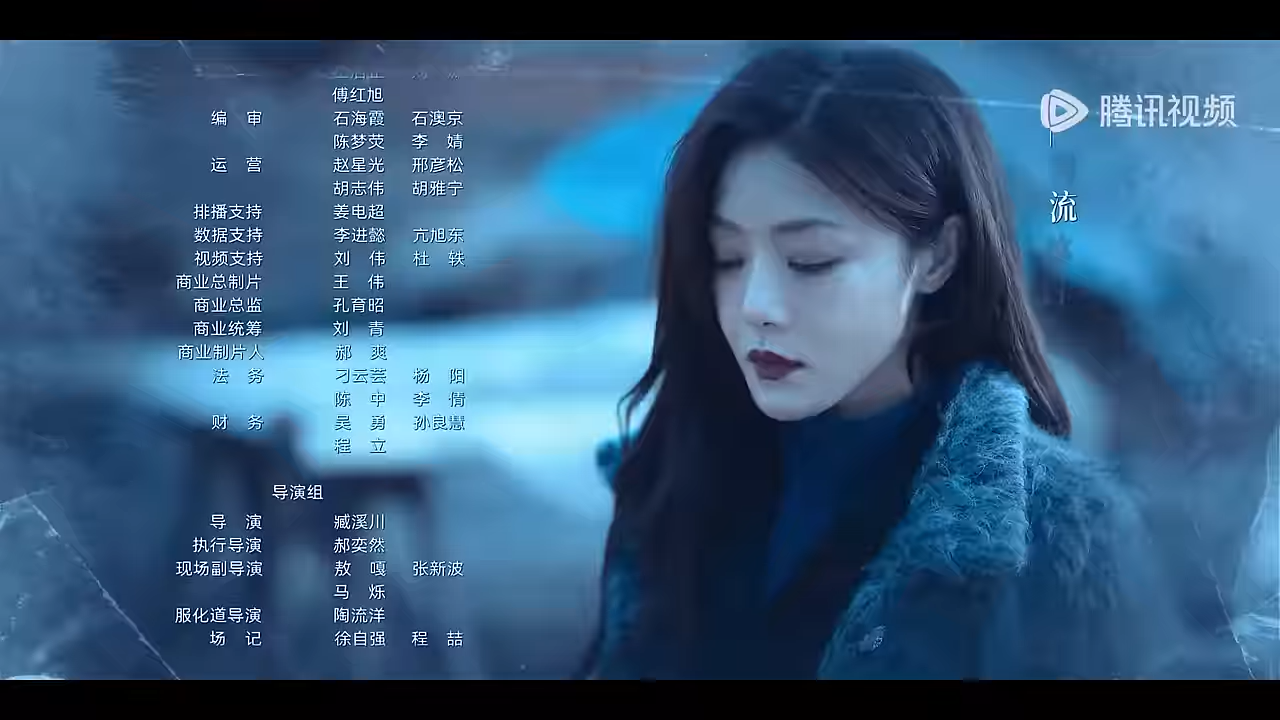 傅红旭
编 审 石海霞 石澳京
陈梦荧 李 婧
运 营 赵星光 邢彦松
胡志伟 胡雅宁
排播支持 姜电超
数据支持 李进懿 亢旭东
视频支持 刘 伟 杜 轶
商业总制片 王 伟
商业总监 孔育昭
商业统筹 刘 青
商业制片人 郝 爽
法 务 刁云芸 杨 阳
陈 中 李 倩
财 务 吴 勇 孙良慧
程 立
导演组
导 演 臧溪川
执行导演 郝奕然
现场副导演 敖 嘎 张新波
马 烁
服化道导演 陶流洋
场 记 徐自强 程 喆
腾讯视频
流